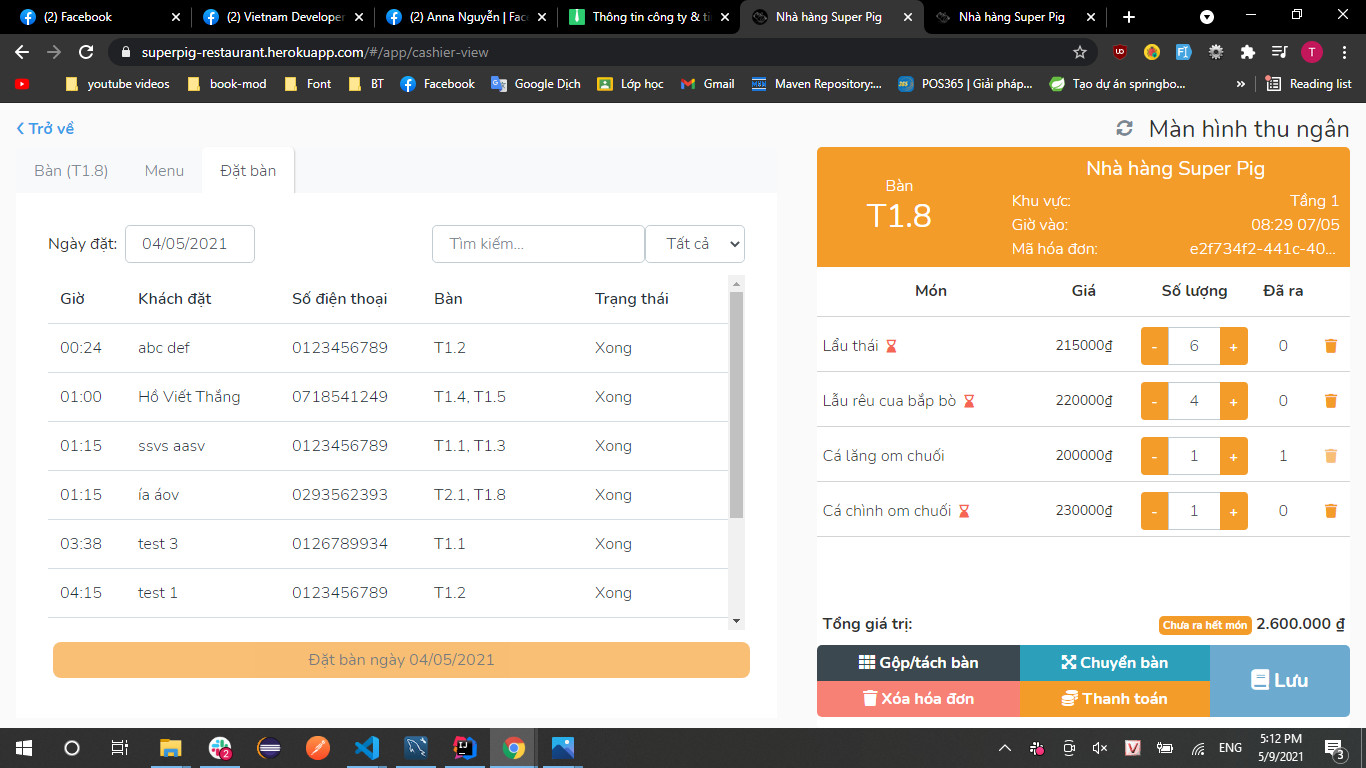 (2) Facebook
(2) Vietnam Developer
(2) Anna Nguyễn | Fac
Thông tin công ty & ti
Nhà hàng Super Pig
Nhà hàng Super Pig
superpig-restaurant.herokuapp.com/#/app/cashier-view
youtube videos
book-mod
Font
BT
Facebook
Google Dịch
Lớp học
Gmail
Maven Repository:...
POS365 | Giải pháp...
Tạo dự án springbo...
»
Reading list
Trở về
Màn hình thu ngân
Bàn (T1.8) Menu Đặt bàn
Ngày đặt: 04/05/2021 Tìm kiếm... Tất cả
Giờ Khách đặt Số điện thoại Bàn Trạng thái
00:24 abc def 0123456789 T1.2 Xong
01:00 Hồ Viết Thắng 0718541249 T1.4, T1.5 Xong
01:15 ssvs aasv 0123456789 T1.1, T1.3 Xong
01:15 ía áov 0293562393 T2.1, T1.8 Xong
03:38 test 3 0126789934 T1.1 Xong
04:15 test 1 0123456789 T1.2 Xong
Đặt bàn ngày 04/05/2021
Bàn
T1.8
Nhà hàng Super Pig
Khu vực: Tầng 1
Giờ vào: 08:29 07/05
Mã hóa đơn: e2f734f2-441c-40...
Món Giá Số lượng Đã ra
Lẩu thái 215000₫ - 6 + 0
Lẩu rêu cua bắp bò 220000₫ - 4 + 0
Cá lăng om chuối 200000₫ - 1 + 1
Cá chình om chuối 230000₫ - 1 + 0
Tổng giá trị: Chưa ra hết món 2.600.000 ₫
Gộp/tách bàn
Chuyển bàn
Lưu
Xóa hóa đơn
Thanh toán
ENG
5:12 PM
5/9/2021